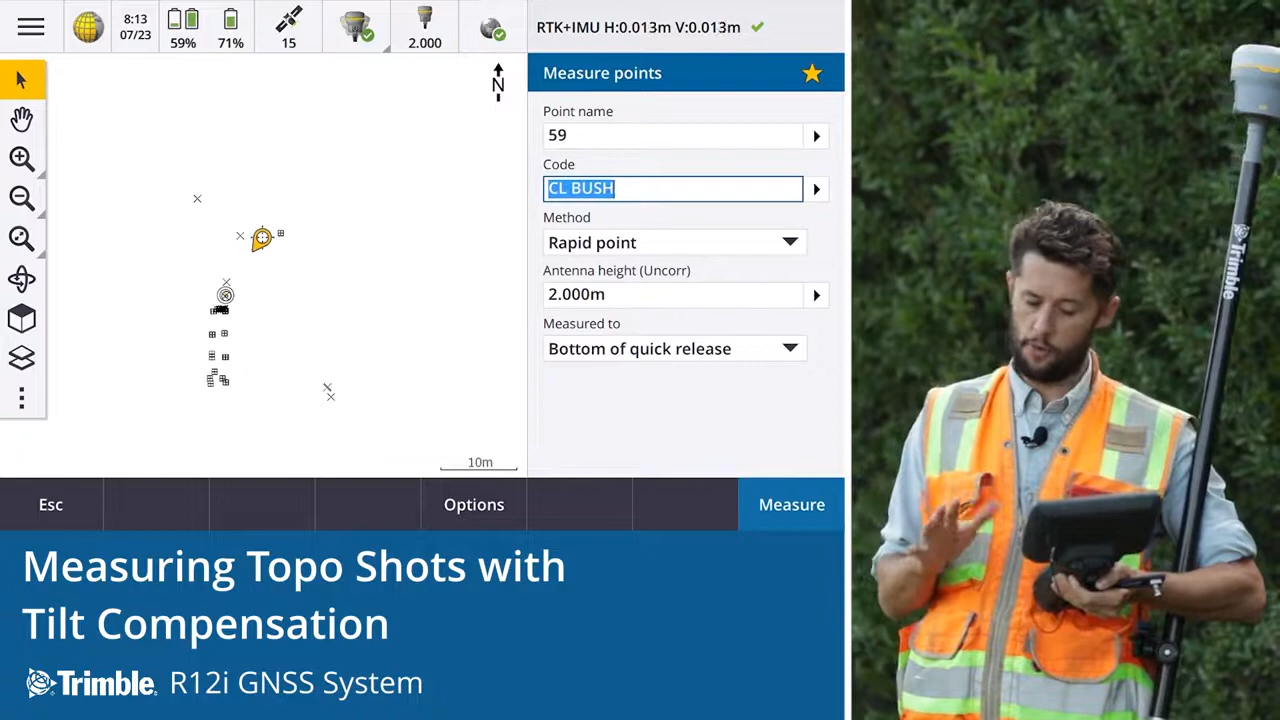 8:13
07/23
59%
71%
15
2.000
RTK+IMU H:0.013m V:0.013m
N
Measure points
Point name
59
Code
CL BUSH
Method
Rapid point
Antenna height (Uncorr)
2.000m
Measured to
Bottom of quick release
10m
Esc
Options
Measure
Measuring Topo Shots with
Tilt Compensation
Trimble. R12i GNSS System
Trimble